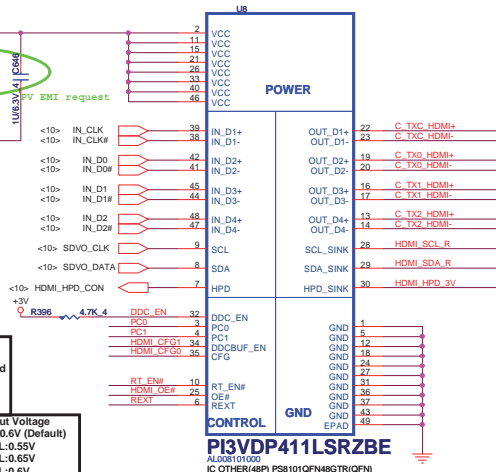 U8
2 VCC
11 VCC
15 VCC
21 VCC
26 VCC
33 VCC
40 VCC
46 VCC
POWER
1U/6.3V_4 C646
PV EMI request
<10> IN_CLK 39 IN_D1+ OUT_D1+ 22 C_TXC_HDMI+
<10> IN_CLK# 38 IN_D1- OUT_D1- 23 C_TXC_HDMI-
<10> IN_D0 42 IN_D2+ OUT_D2+ 19 C_TX0_HDMI+
<10> IN_D0# 41 IN_D2- OUT_D2- 20 C_TX0_HDMI-
<10> IN_D1 45 IN_D3+ OUT_D3+ 16 C_TX1_HDMI+
<10> IN_D1# 44 IN_D3- OUT_D3- 17 C_TX1_HDMI-
<10> IN_D2 48 IN_D4+ OUT_D4+ 13 C_TX2_HDMI+
<10> IN_D2# 47 IN_D4- OUT_D4- 14 C_TX2_HDMI-
<10> SDVO_CLK 9 SCL SCL_SINK 28 HDMI_SCL_R
<10> SDVO_DATA 8 SDA SDA_SINK 29 HDMI_SDA_R
<10> HDMI_HPD_CON 7 HPD HPD_SINK 30 HDMI_HPD_3V
+3V
R396 4.7K_4 DDC_EN 32 DDC_EN
PC0 3 PC0
PC1 4 PC1
HDMI_CFG1 34 DDCBUF_EN
HDMI_CFG0 35 CFG
RT_EN# 10 RT_EN#
HDMI_OE# 25 OE#
REXT 6 REXT
GND 1
GND 5
GND 12
GND 18
GND 24
GND 27
GND 31
GND 36
GND 37
GND 43
EPAD 49
CONTROL
GND
d
ut Voltage
0.6V (Default)
L:0.55V
L:0.65V
L:0.6V
PI3VDP411LSRZBE
AL008101000
IC OTHER(48P) PS8101QFN48GTR(QFN)